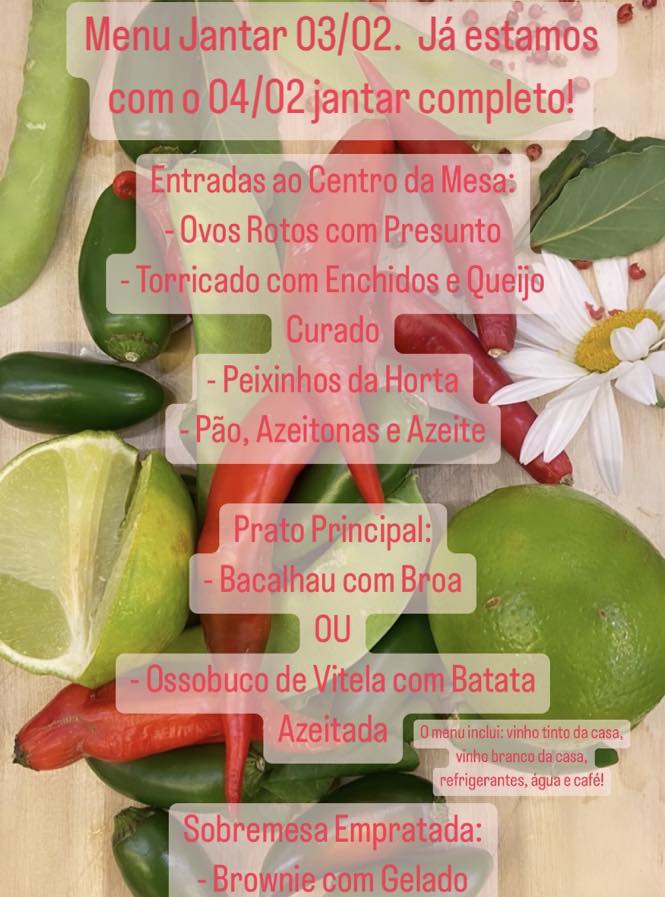 Menu Jantar 03/02. Já estamos
com o 04/02 jantar completo!
Entradas ao Centro da Mesa:
- Ovos Rotos com Presunto
- Torricado com Enchidos e Queijo
Curado
- Peixinhos da Horta
- Pão, Azeitonas e Azeite
Prato Principal:
- Bacalhau com Broa
OU
- Ossobuco de Vitela com Batata
Azeitada
O menu inclui: vinho tinto da casa,
vinho branco da casa,
refrigerantes, água e café!
Sobremesa Empratada:
- Brownie com Gelado